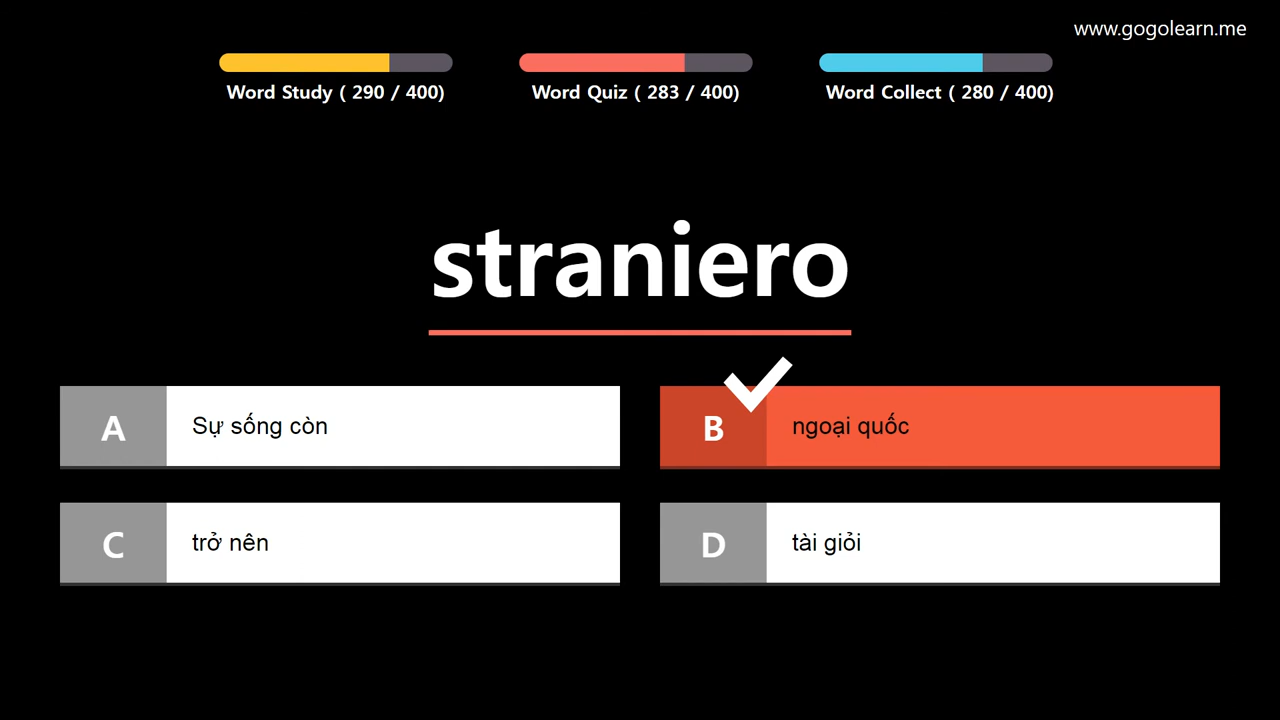 www.gogolearn.me
Word Study ( 290 / 400)
Word Quiz ( 283 / 400)
Word Collect ( 280 / 400)
straniero
A Sự sống còn
B ngoại quốc
C trở nên
D tài giỏi